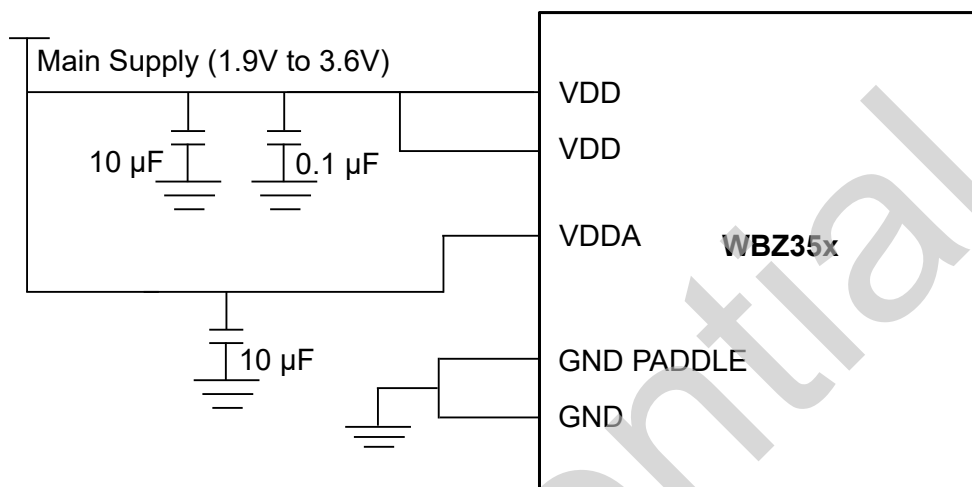 Main Supply (1.9V to 3.6V)
VDD
10 µF
0.1 µF
VDD
VDDA
WBZ35x
10 µF
GND PADDLE
GND
ential